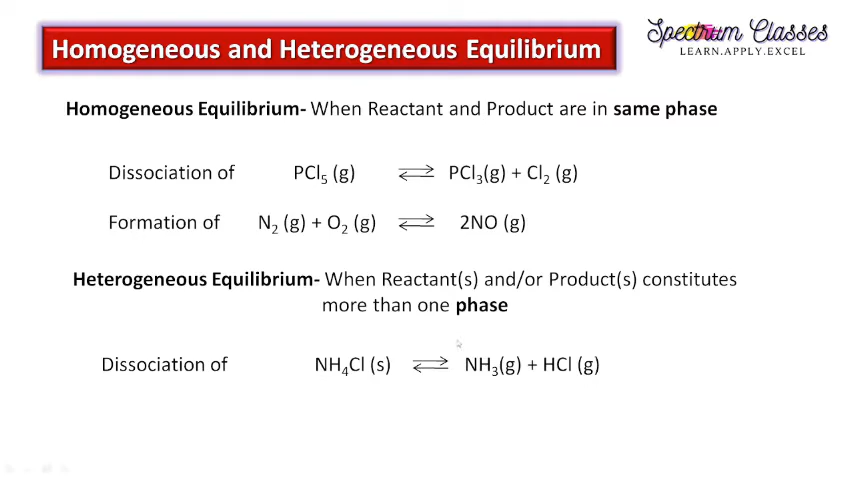 Homogeneous and Heterogeneous Equilibrium
Spectrum Classes
LEARN.APPLY.EXCEL
Homogeneous Equilibrium- When Reactant and Product are in same phase
Dissociation of PCl₅ (g) ⇌ PCl₃(g) + Cl₂ (g)
Formation of N₂ (g) + O₂ (g) ⇌ 2NO (g)
Heterogeneous Equilibrium- When Reactant(s) and/or Product(s) constitutes
more than one phase
Dissociation of NH₄Cl (s) ⇌ NH₃(g) + HCl (g)